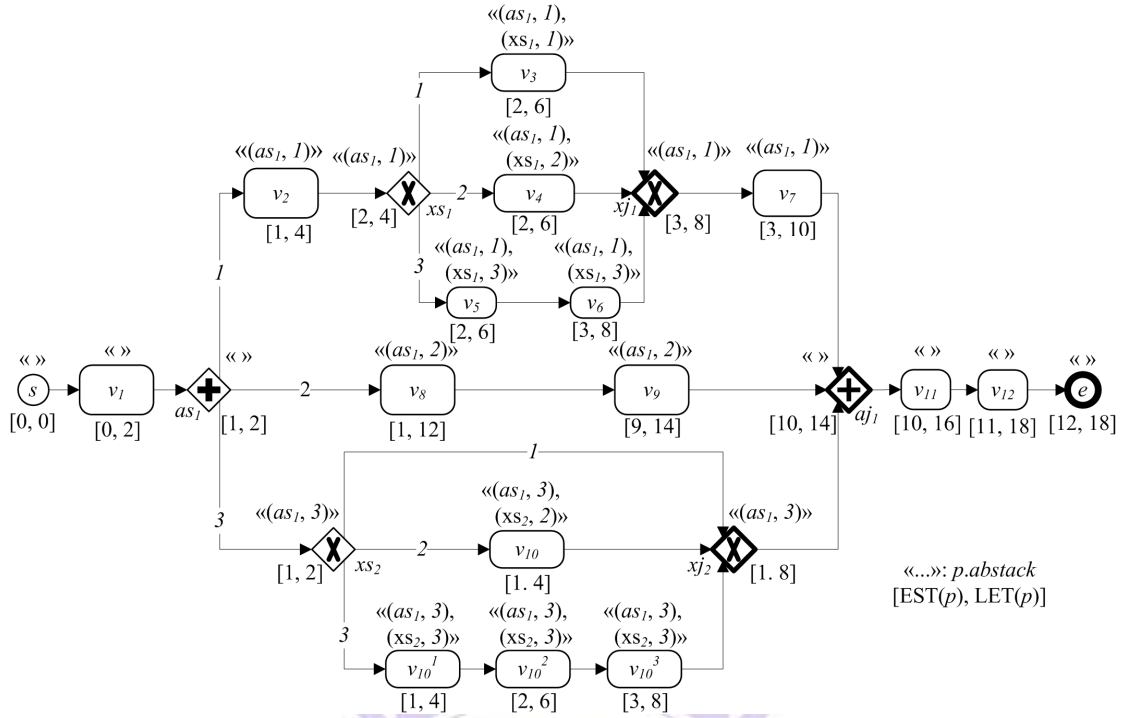 «(as₁, 1),
(xs₁, 1)»
v₃
[2, 6]
1
«(as₁, 1),
(xs₁, 2)»
«(as₁, 1)»
«(as₁, 1)»
«(as₁, 1)»
«(as₁, 1)»
v₂
[1, 4]
[2, 4]
xs₁
2
v₄
[2, 6]
xj₁
[3, 8]
v₇
[3, 10]
1
3
«(as₁, 1),
(xs₁, 3)»
v₅
[2, 6]
«(as₁, 1),
(xs₁, 3)»
v₆
[3, 8]
« »
s
[0, 0]
« »
v₁
[0, 2]
« »
as₁
[1, 2]
2
«(as₁, 2)»
v₈
[1, 12]
«(as₁, 2)»
v₉
[9, 14]
« »
[10, 14]
aj₁
« »
v₁₁
[10, 16]
« »
v₁₂
[11, 18]
« »
e
[12, 18]
1
3
«(as₁, 3)»
[1, 2]
xs₂
2
«(as₁, 3),
(xs₂, 2)»
v₁₀
[1. 4]
«(as₁, 3)»
xj₂
[1. 8]
3
«(as₁, 3),
(xs₂, 3)»
v₁₀¹
[1, 4]
«(as₁, 3),
(xs₂, 3)»
v₁₀²
[2, 6]
«(as₁, 3),
(xs₂, 3)»
v₁₀³
[3, 8]
«...»: p.abstack
[EST(p), LET(p)]